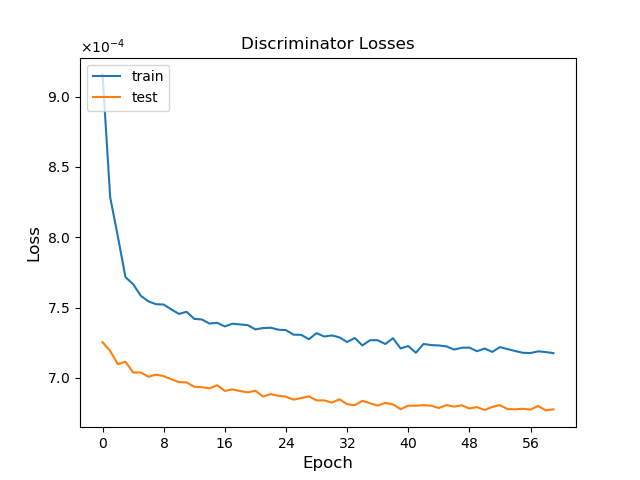 Discriminator Losses
×10⁻⁴
train
test
9.0
8.5
8.0
7.5
7.0
Loss
0 8 16 24 32 40 48 56
Epoch